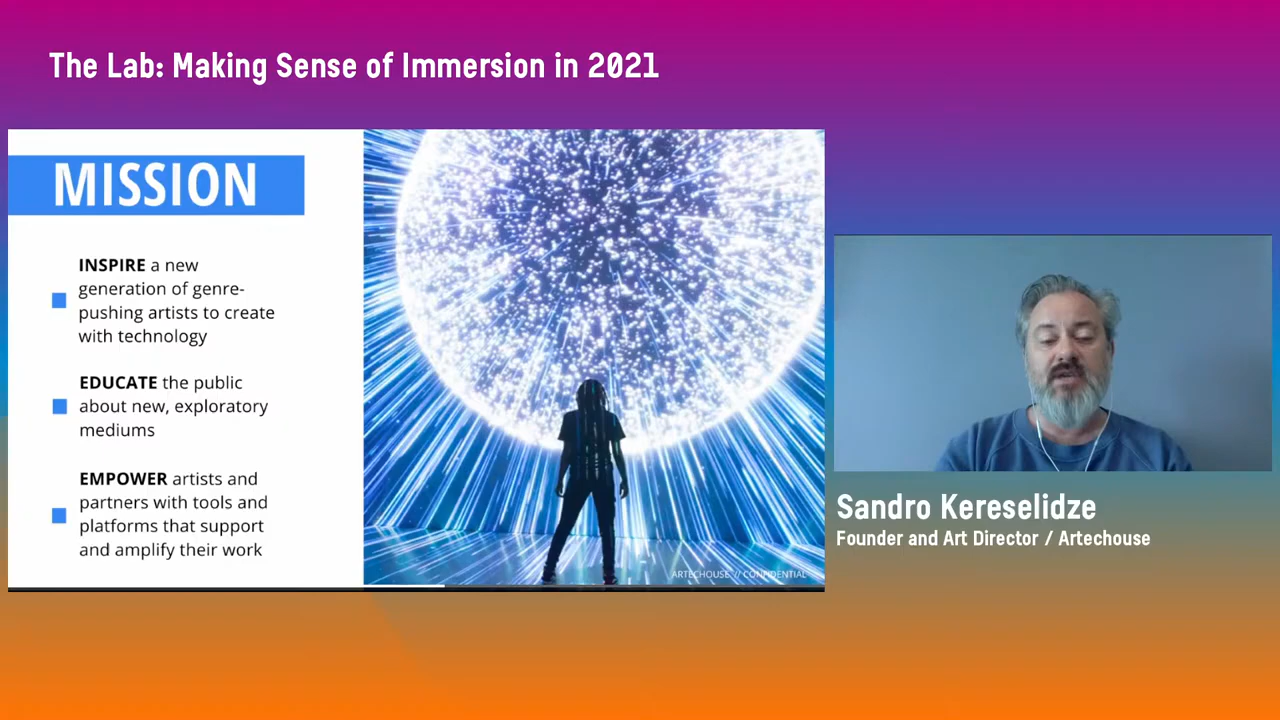 The Lab: Making Sense of Immersion in 2021
MISSION
INSPIRE a new
generation of genre-
pushing artists to create
with technology
EDUCATE the public
about new, exploratory
mediums
EMPOWER artists and
partners with tools and
platforms that support
and amplify their work
ARTECHOUSE // CONFIDENTIAL
Sandro Kereselidze
Founder and Art Director / Artechouse